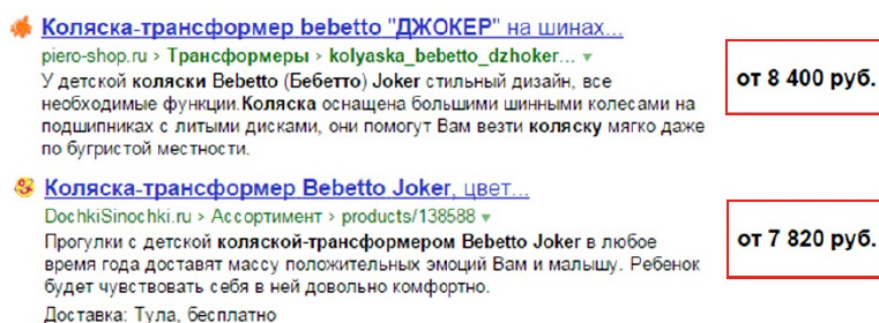 Коляска-трансформер bebetto "ДЖОКЕР" на шинах...
piero-shop.ru › Трансформеры › kolyaska_bebetto_dzhoker... ▾
У детской коляски Bebetto (Бебетто) Joker стильный дизайн, все
необходимые функции.Коляска оснащена большими шинными колесами на
подшипниках с литыми дисками, они помогут Вам везти коляску мягко даже
по бугристой местности.
от 8 400 руб.
Коляска-трансформер Bebetto Joker, цвет...
DochkiSinochki.ru › Ассортимент › products/138588 ▾
Прогулки с детской коляской-трансформером Bebetto Joker в любое
время года доставят массу положительных эмоций Вам и малышу. Ребенок
будет чувствовать себя в ней довольно комфортно.
Доставка: Тула, бесплатно
от 7 820 руб.